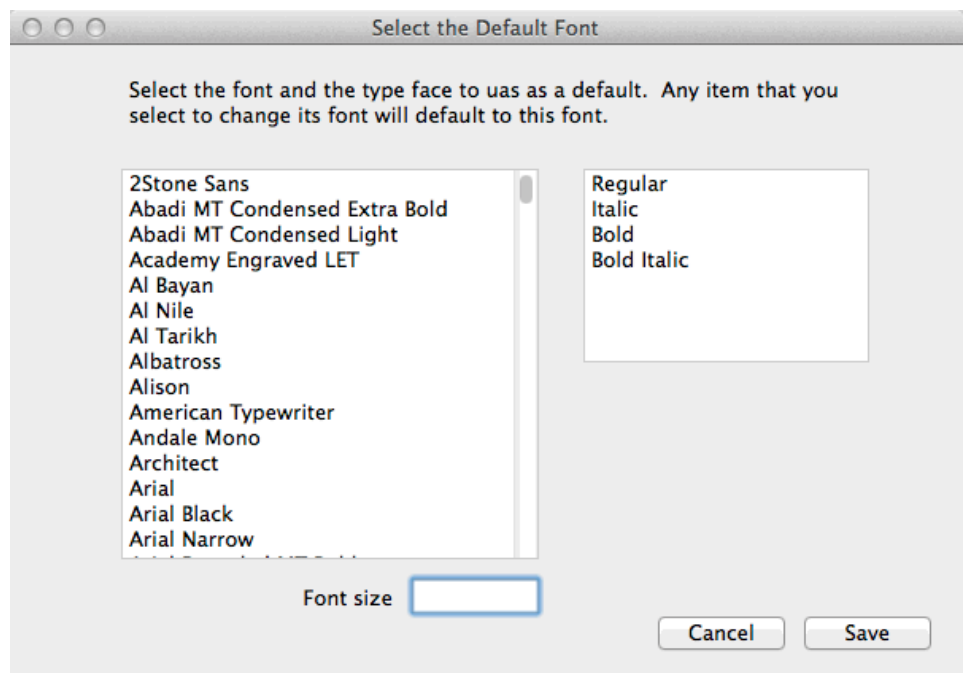 Select the Default Font
Select the font and the type face to uas as a default.  Any item that you
select to change its font will default to this font.
2Stone Sans
Abadi MT Condensed Extra Bold
Abadi MT Condensed Light
Academy Engraved LET
Al Bayan
Al Nile
Al Tarikh
Albatross
Alison
American Typewriter
Andale Mono
Architect
Arial
Arial Black
Arial Narrow
Regular
Italic
Bold
Bold Italic
Font size
Cancel
Save